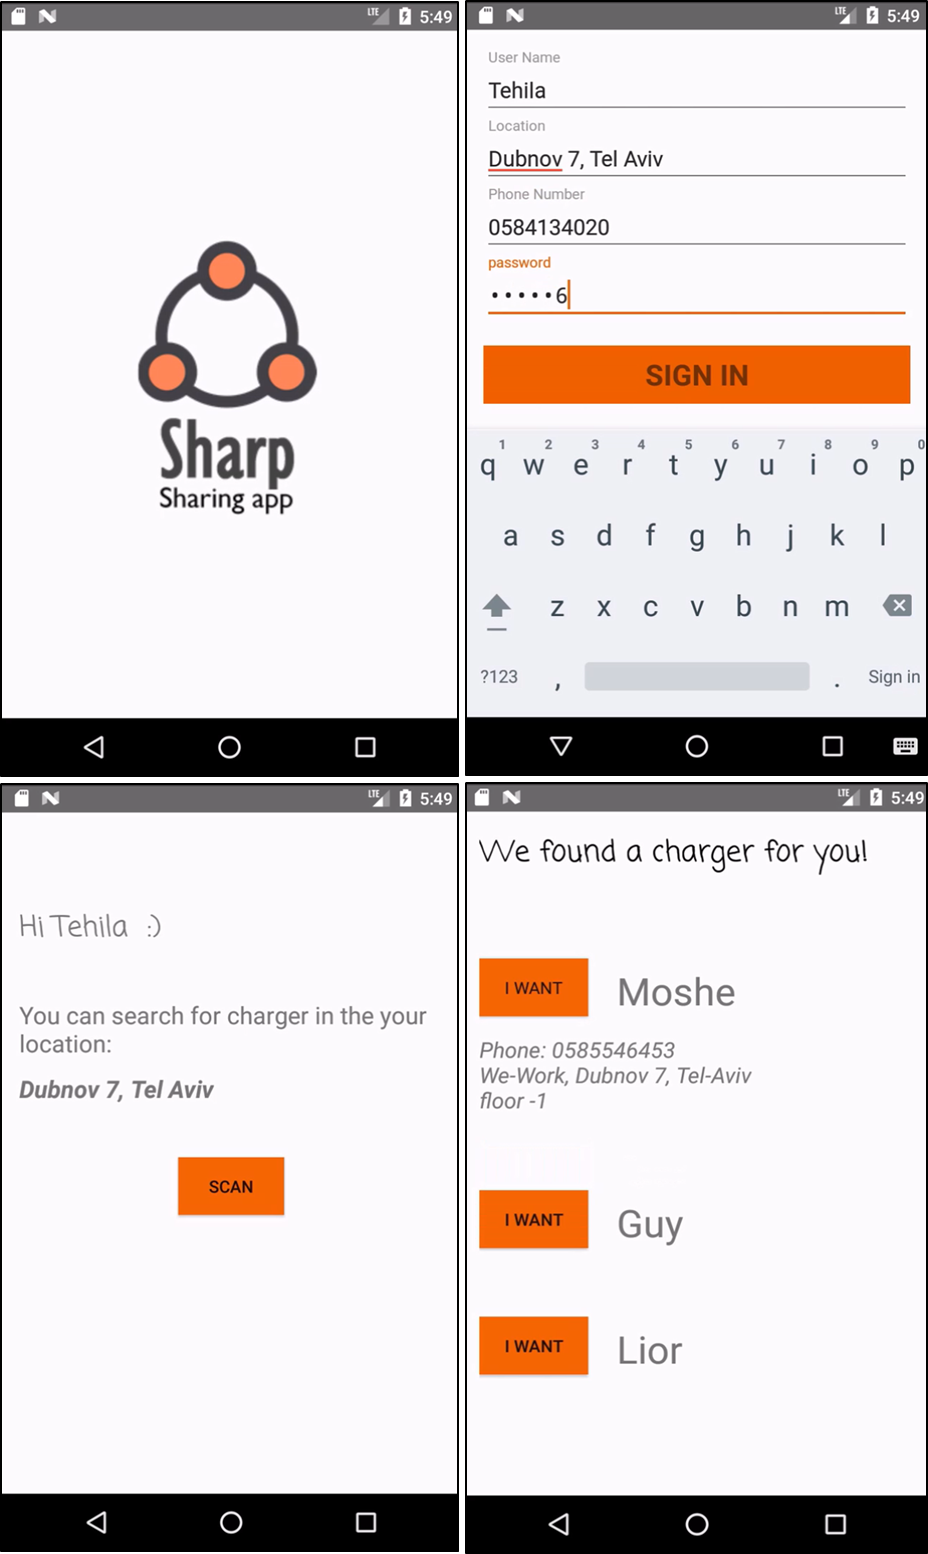 LTE 5:49
Sharp
Sharing app
LTE 5:49
User Name
Tehila
Location
Dubnov 7, Tel Aviv
Phone Number
0584134020
password
•••••6
SIGN IN
1 2 3 4 5 6 7 8 9 0
q w e r t y u i o p
a s d f g h j k l
z x c v b n m
?123 , . Sign in
LTE 5:49
Hi Tehila :)
You can search for charger in the your
location:
Dubnov 7, Tel Aviv
SCAN
LTE 5:49
We found a charger for you!
I WANT Moshe
Phone: 0585546453
We-Work, Dubnov 7, Tel-Aviv
floor -1
I WANT Guy
I WANT Lior